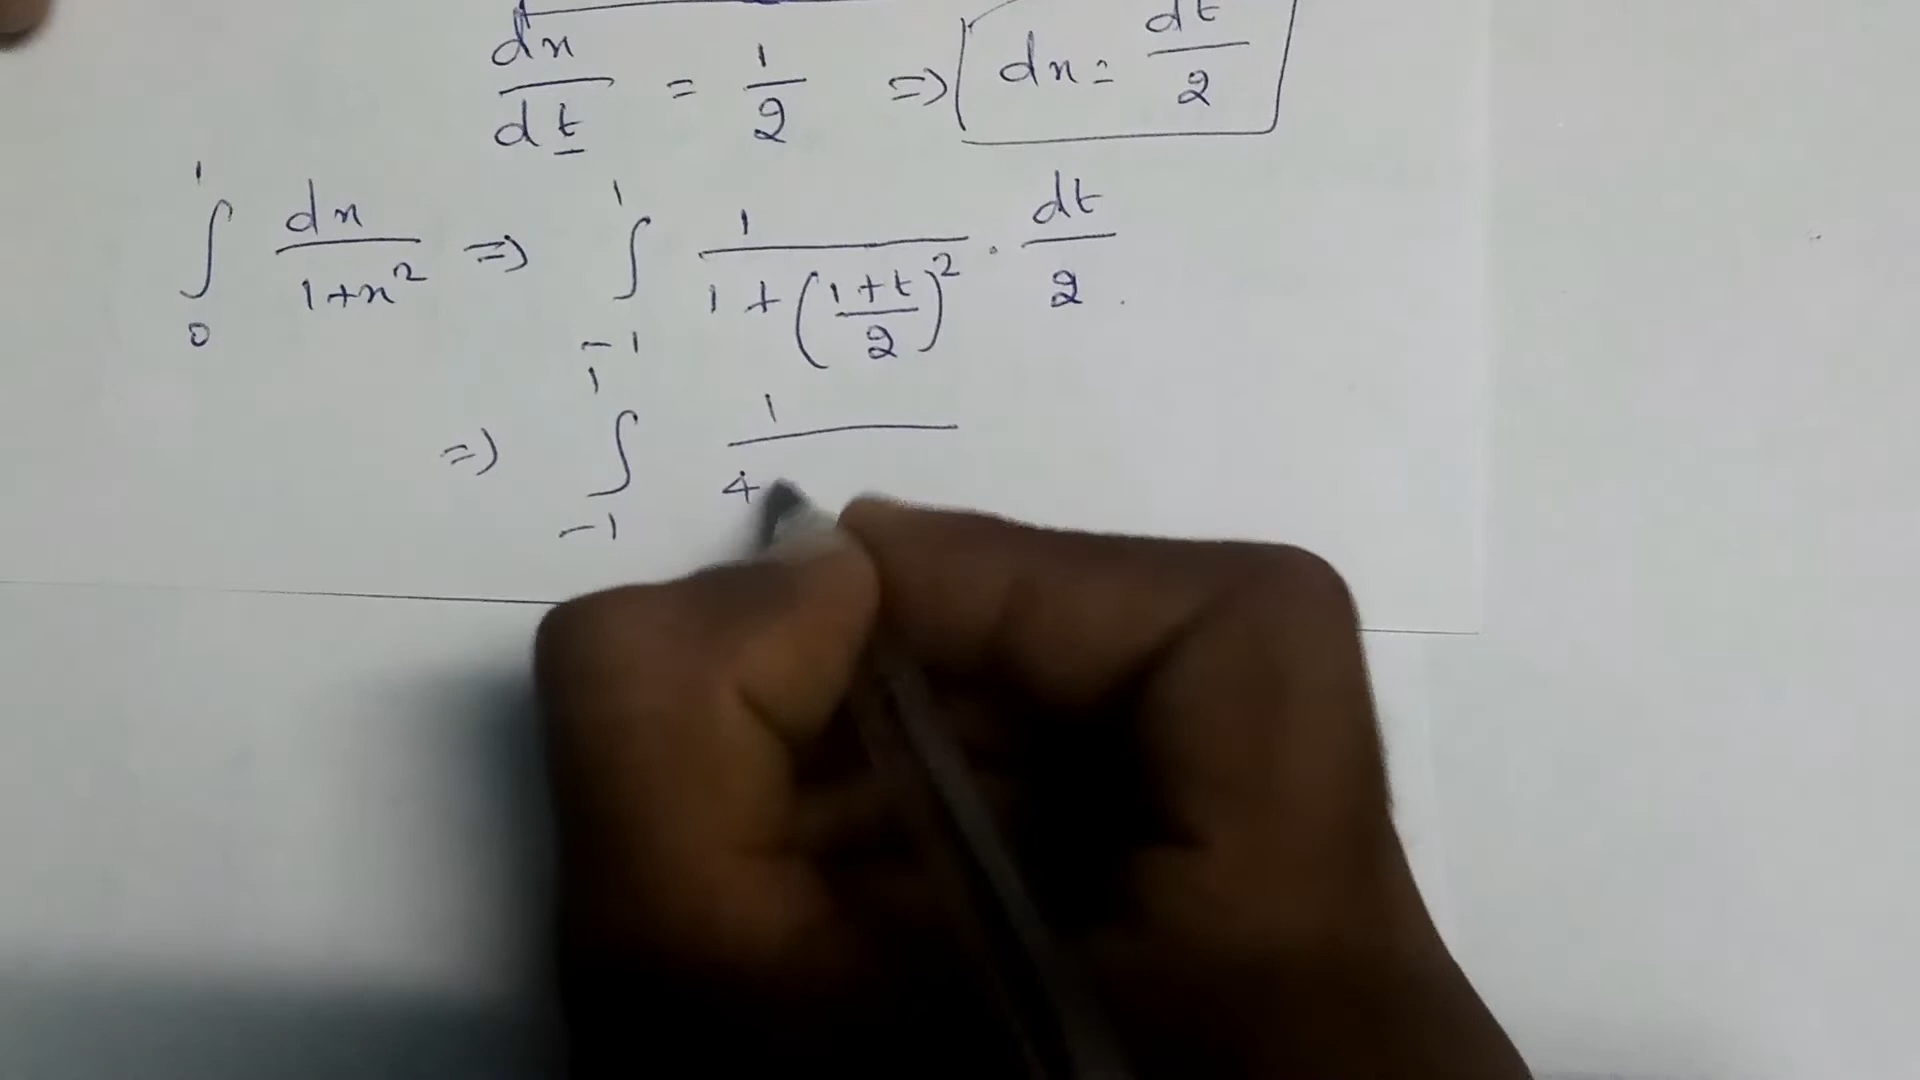 dx/dt = 1/2 => dx = dt/2
∫₀¹ dx/(1+x²) => ∫₋₁¹ 1/(1+((1+t)/2)²) · dt/2
=> ∫₋₁¹ 1/4